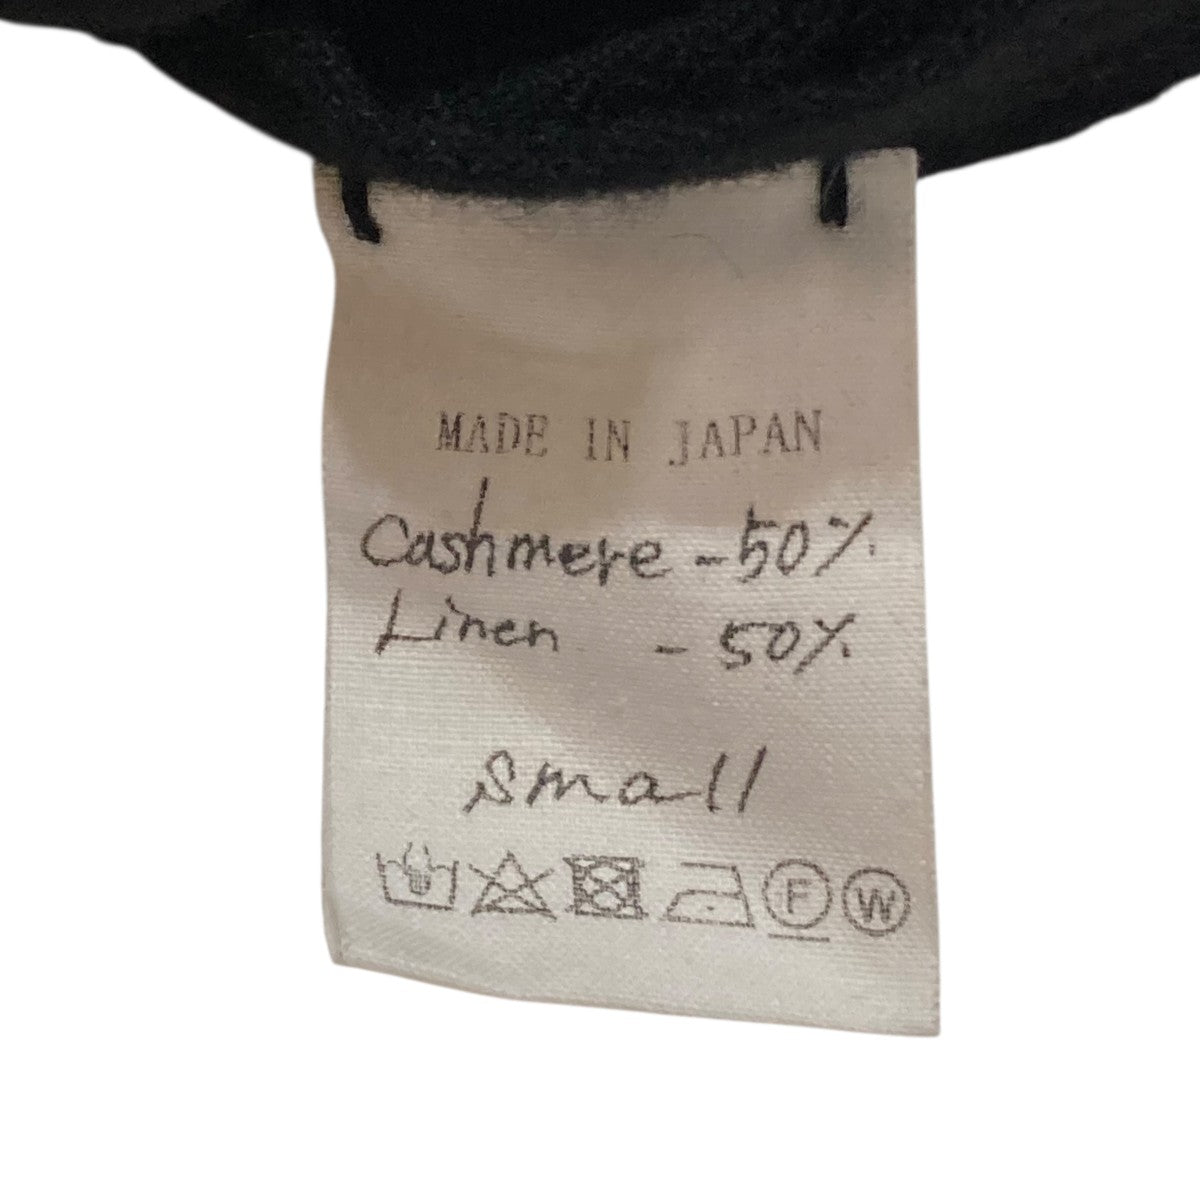 MADE IN JAPAN
Cashmere - 50%
Linen - 50%
small
F W